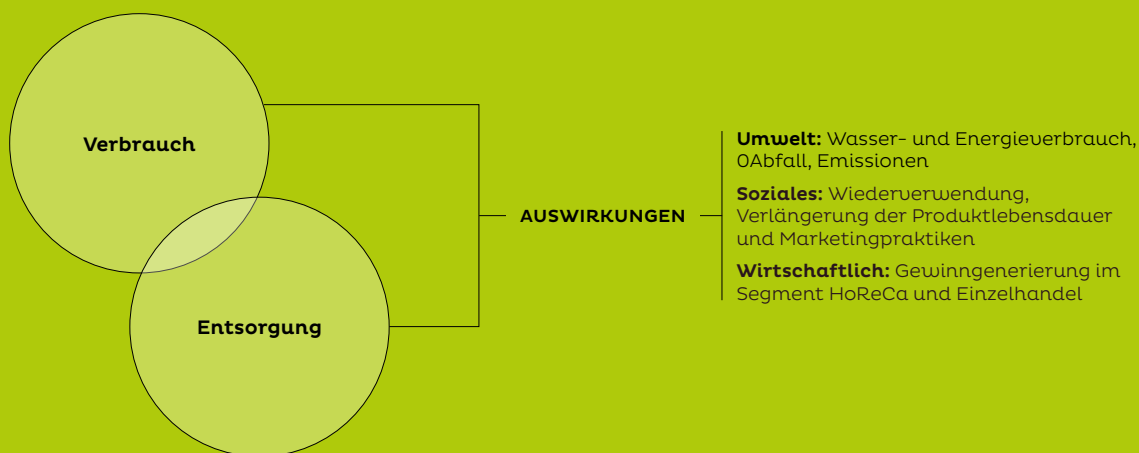 Verbrauch
Entsorgung
AUSWIRKUNGEN
Umwelt: Wasser- und Energieverbrauch,
0Abfall, Emissionen
Soziales: Wiederverwendung,
Verlängerung der Produktlebensdauer
und Marketingpraktiken
Wirtschaftlich: Gewinngenerierung im
Segment HoReCa und Einzelhandel